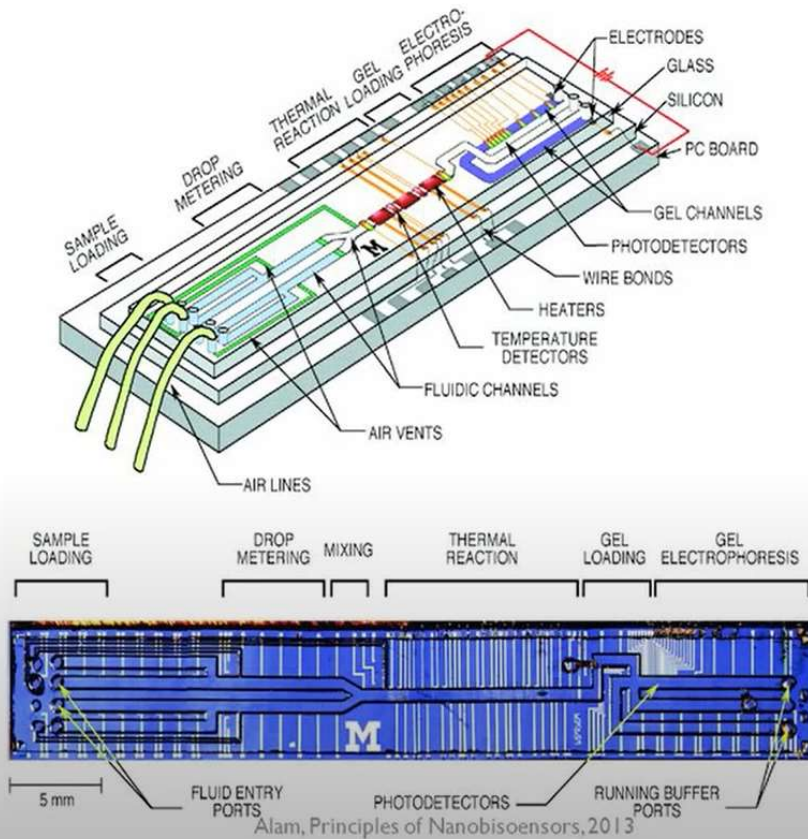 ELECTRO-
PHORESIS
GEL
LOADING
THERMAL
REACTION
DROP
METERING
SAMPLE
LOADING
ELECTRODES
GLASS
SILICON
PC BOARD
GEL CHANNELS
PHOTODETECTORS
WIRE BONDS
HEATERS
TEMPERATURE
DETECTORS
FLUIDIC CHANNELS
AIR VENTS
AIR LINES
M
SAMPLE
LOADING
DROP
METERING
MIXING
THERMAL
REACTION
GEL
LOADING
GEL
ELECTROPHORESIS
M
5 mm
FLUID ENTRY
PORTS
PHOTODETECTORS
RUNNING BUFFER
PORTS
Alam, Principles of Nanobisoensors, 2013